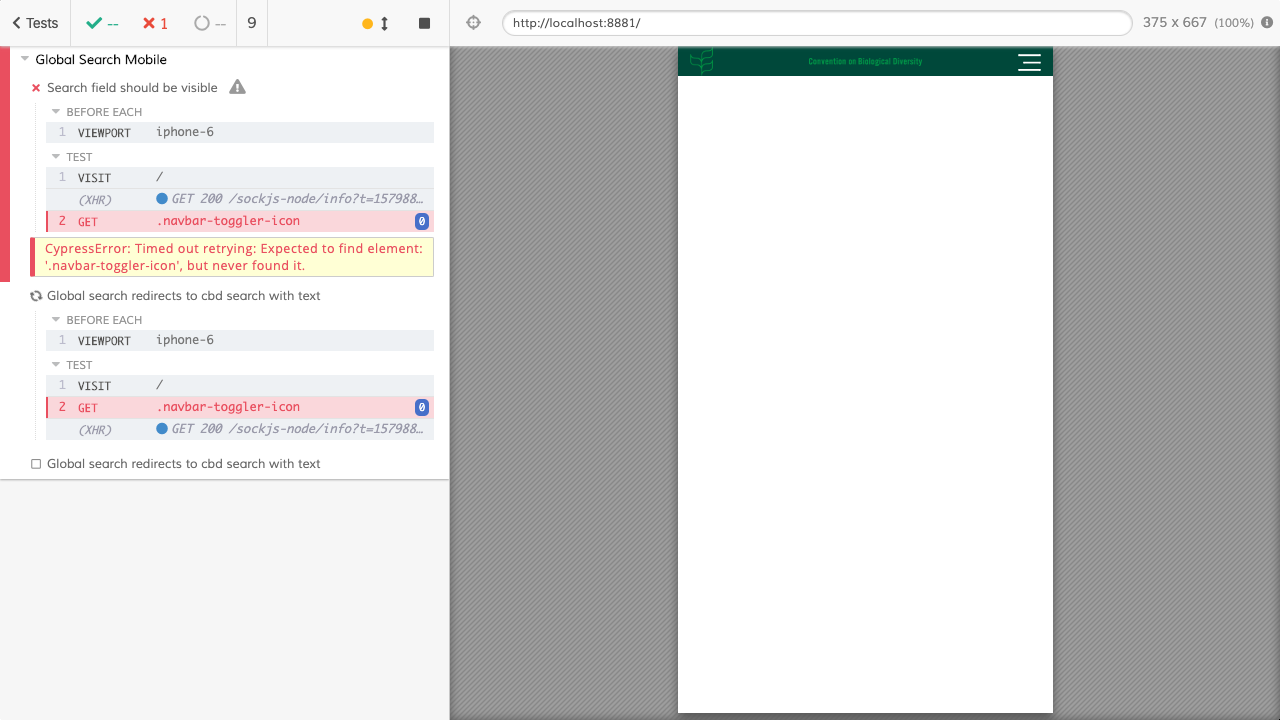 Tests -- 1 -- 9
http://localhost:8881/ 375 x 667 (100%)
Global Search Mobile
Search field should be visible
BEFORE EACH
1 VIEWPORT iphone-6
TEST
1 VISIT /
(XHR) GET 200 /sockjs-node/info?t=157988…
2 GET .navbar-toggler-icon 0
CypressError: Timed out retrying: Expected to find element:
'.navbar-toggler-icon', but never found it.
Global search redirects to cbd search with text
BEFORE EACH
1 VIEWPORT iphone-6
TEST
1 VISIT /
2 GET .navbar-toggler-icon 0
(XHR) GET 200 /sockjs-node/info?t=157988…
Global search redirects to cbd search with text
Convention on Biological Diversity